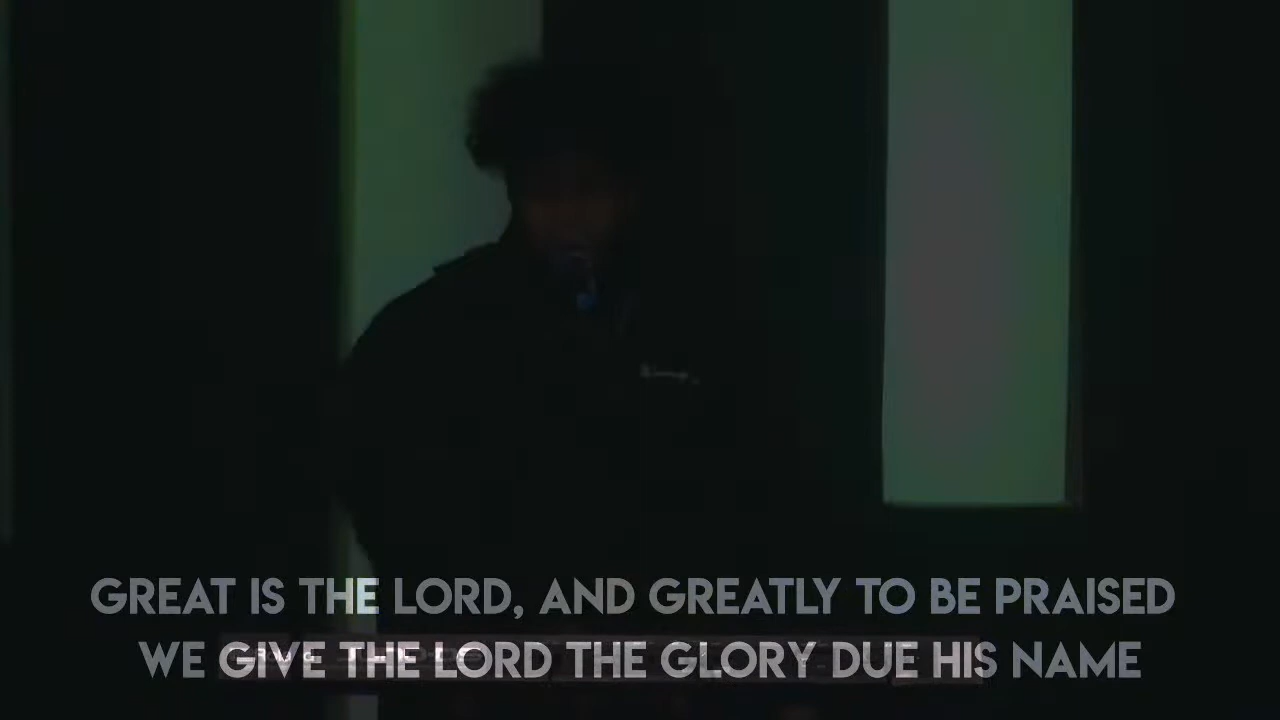 GREAT IS THE LORD, AND GREATLY TO BE PRAISED
WE GIVE THE LORD THE GLORY DUE HIS NAME